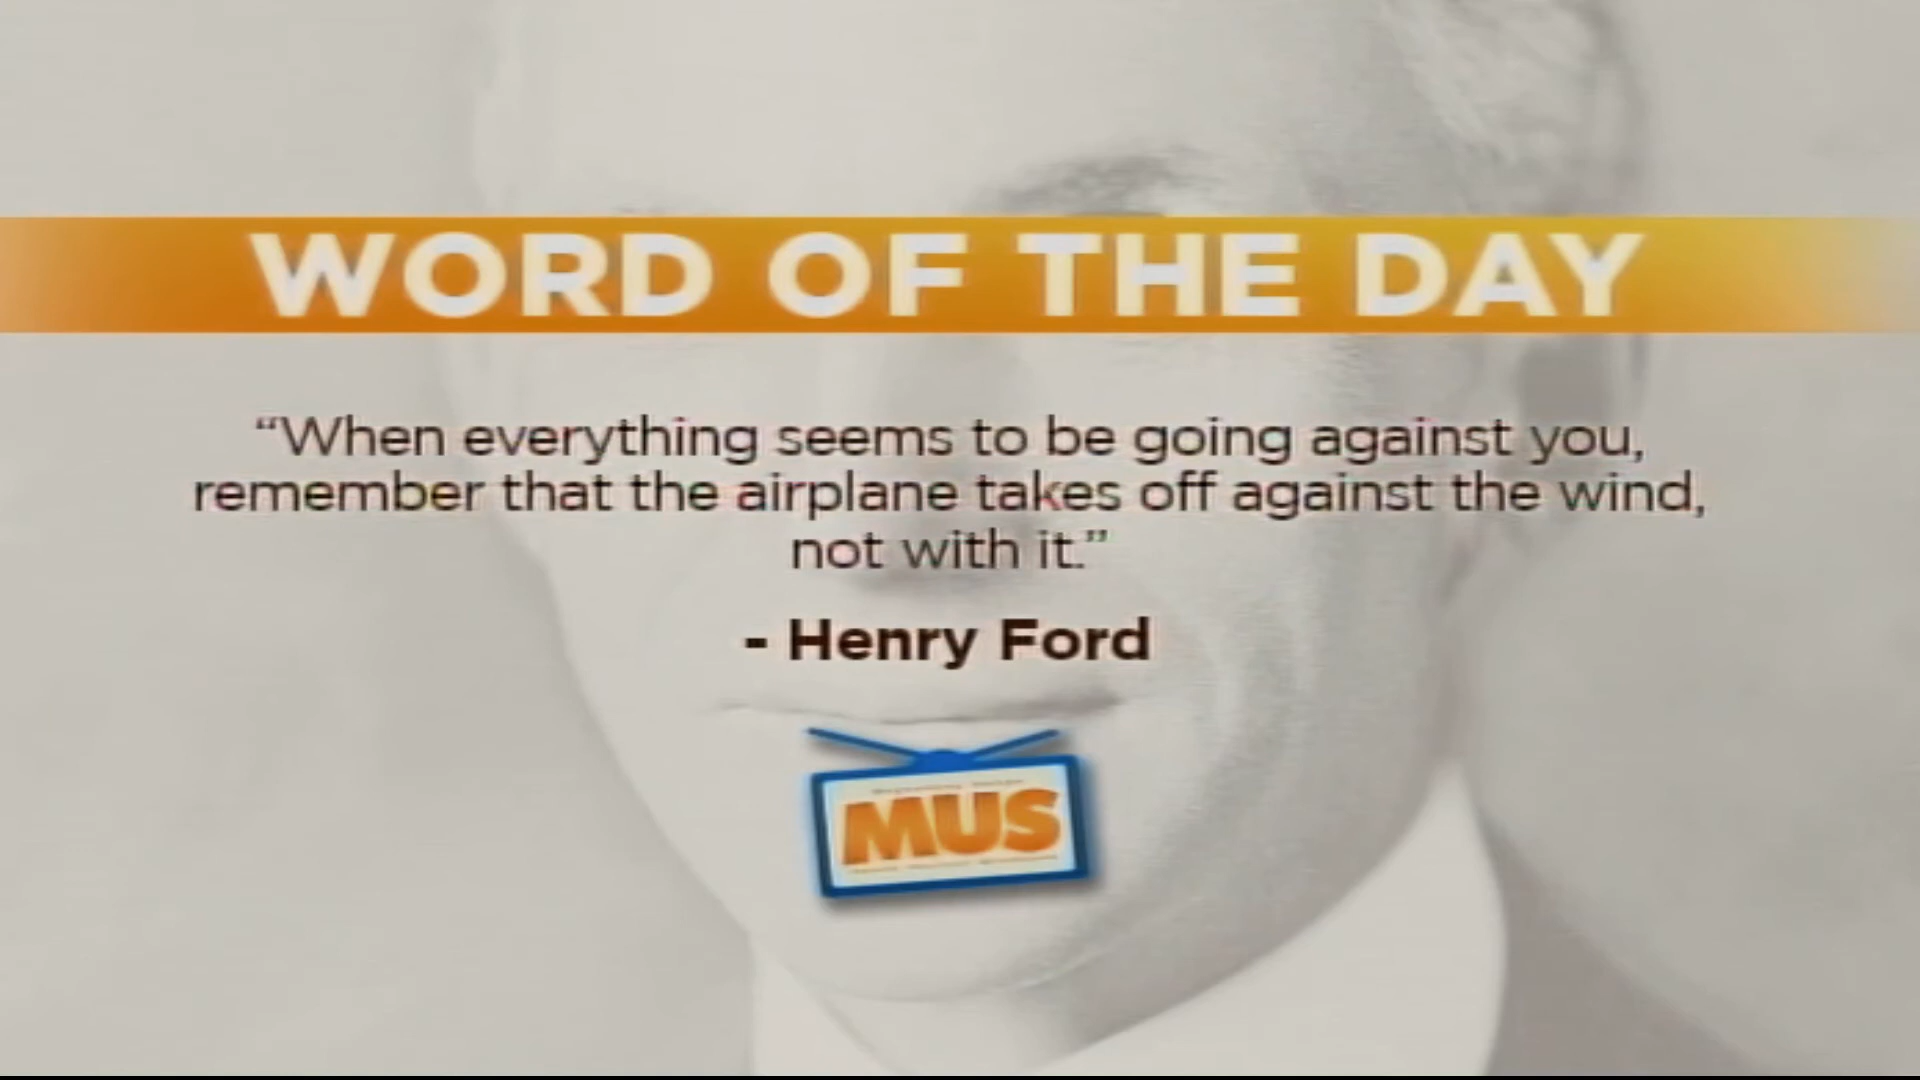 WORD OF THE DAY
“When everything seems to be going against you,
remember that the airplane takes off against the wind,
not with it.”
- Henry Ford
MUS